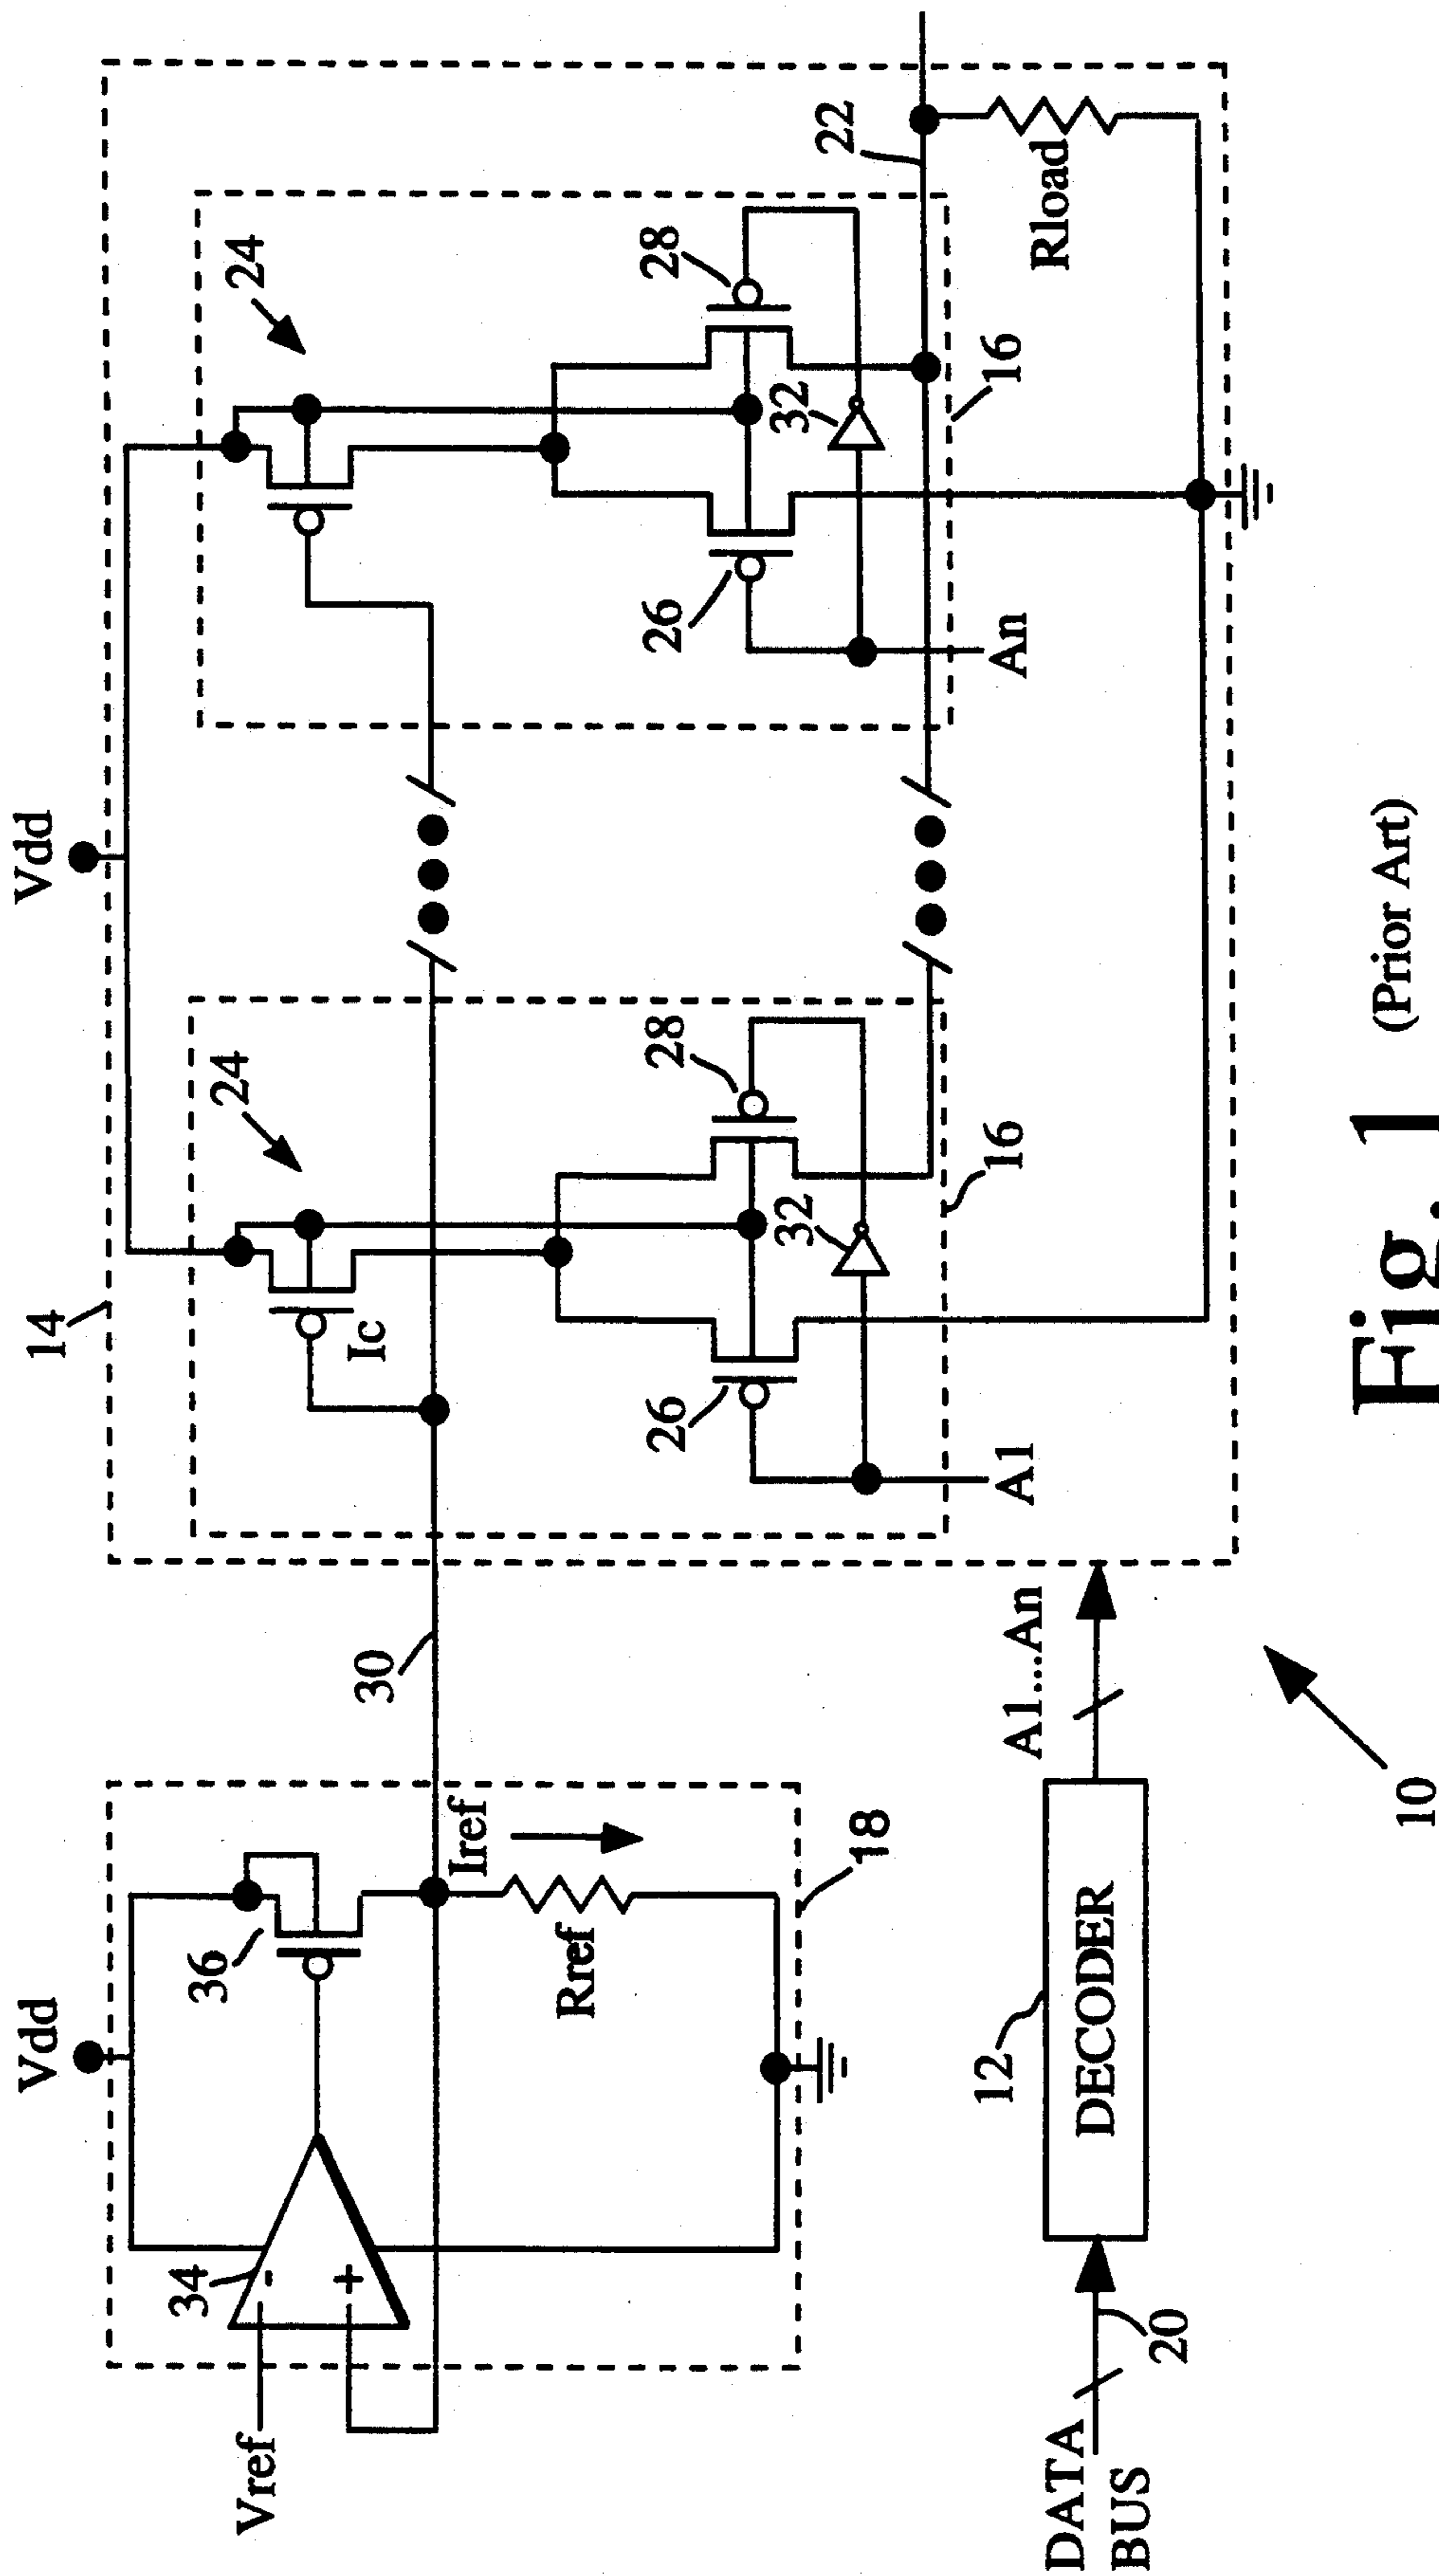 Vdd
Vdd
14
34
36
24
24
Vref
-
+
Ic
30
Iref
Rref
26
28
26
28
32
32
22
Rload
18
A1
16
An
16
12
A1...An
DATA
BUS
DECODER
20
10
Fig. 1
(Prior Art)